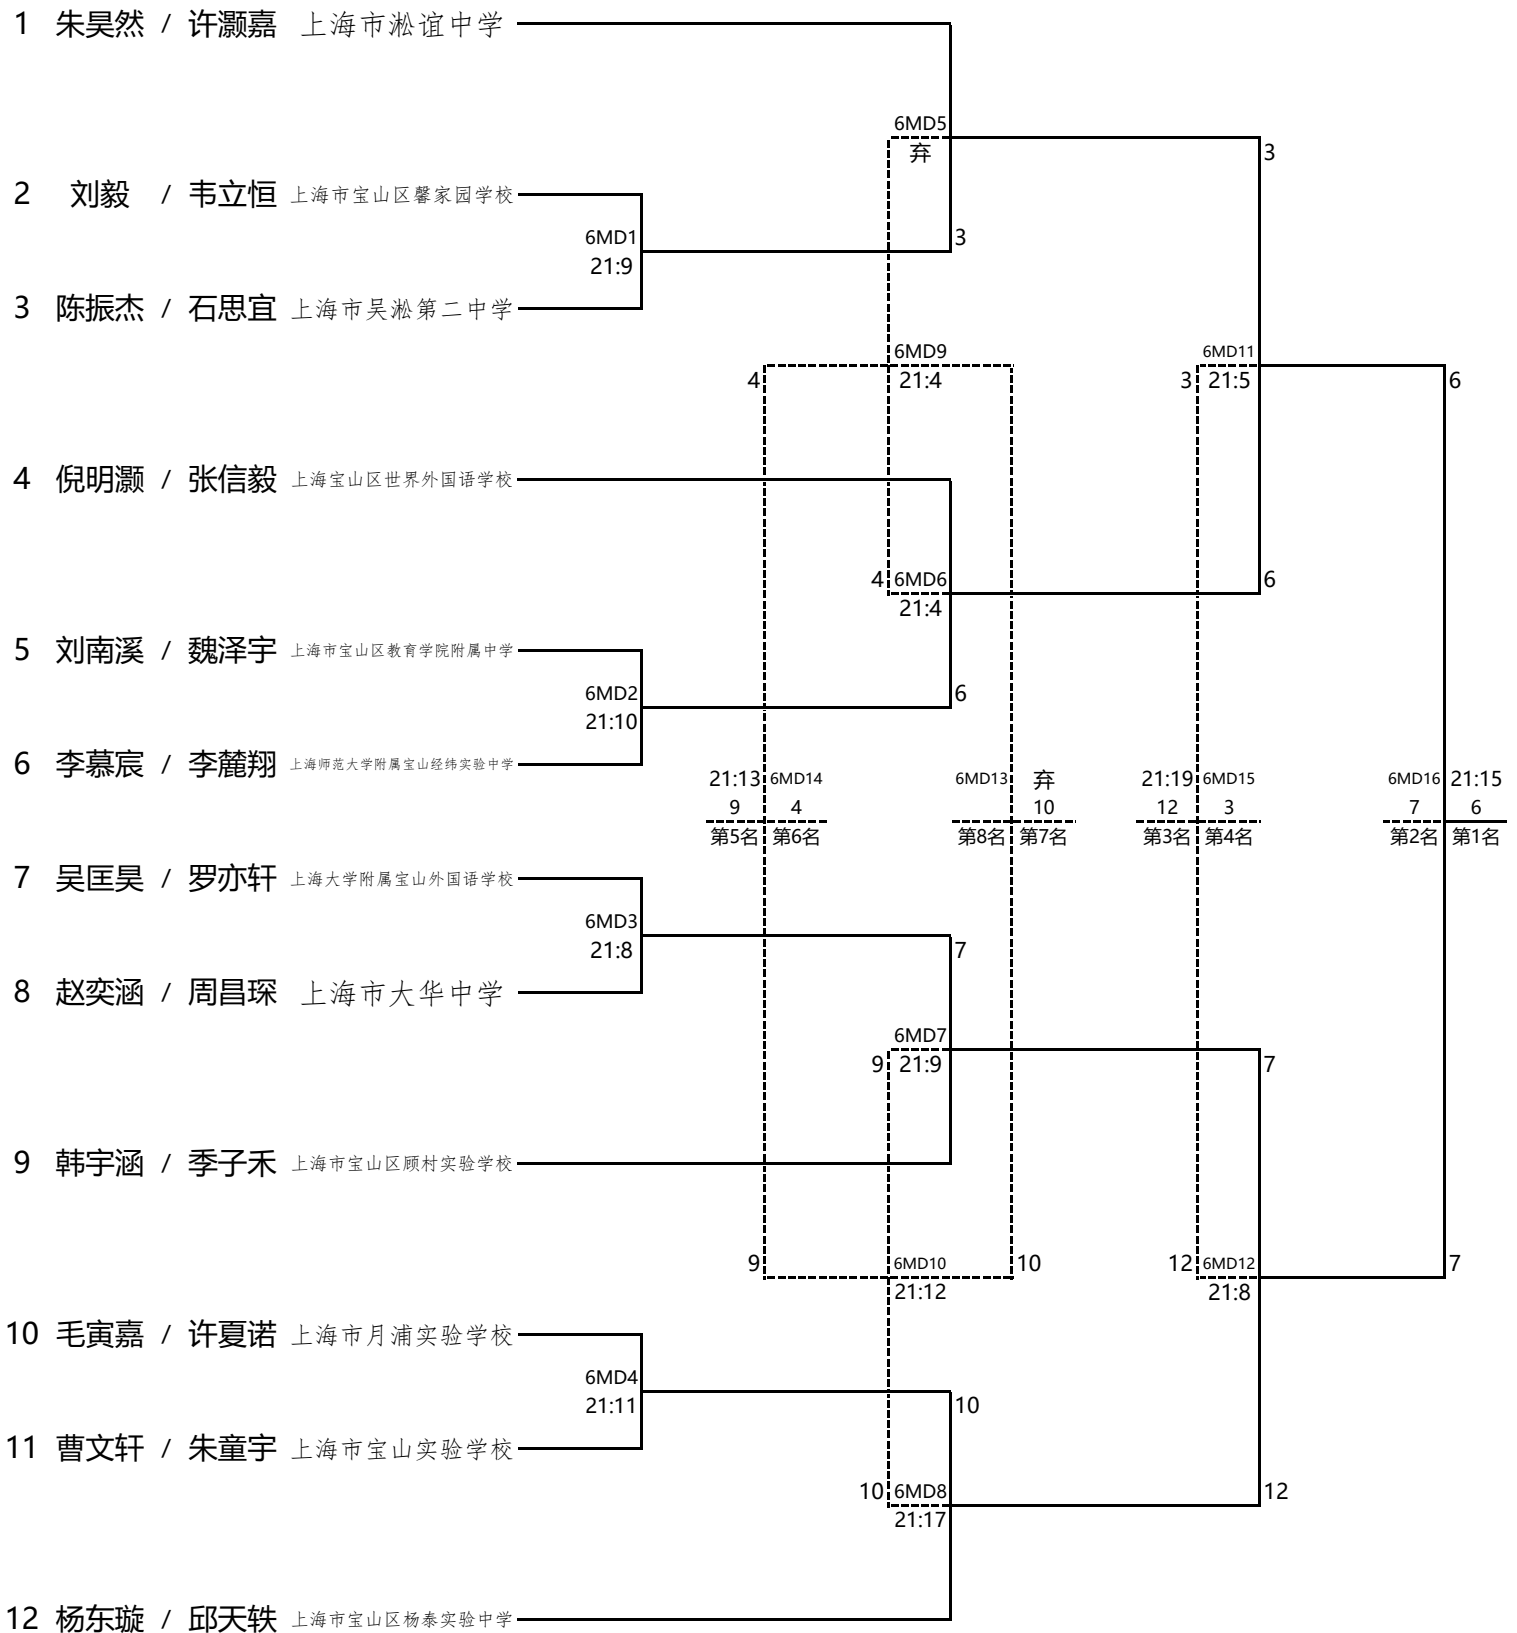 1 朱昊然 / 许灏嘉 上海市淞谊中学
6MD5
弃
3
2 刘毅 / 韦立恒 上海市宝山区馨家园学校
6MD1
3
21:9
3 陈振杰 / 石思宜 上海市吴淞第二中学
6MD9
6MD11
4
21:4
3
21:5
6
4 倪明灏 / 张信毅 上海宝山区世界外国语学校
4
6MD6
6
21:4
5 刘南溪 / 魏泽宇 上海市宝山区教育学院附属中学
6MD2
6
21:10
6 李慕宸 / 李麓翔 上海师范大学附属宝山经纬实验中学
21:13 6MD14
6MD13 弃
21:19 6MD15
6MD16 21:15
9 4
10
12 3
7 6
第5名 第6名
第8名 第7名
第3名 第4名
第2名 第1名
7 吴匡昊 / 罗亦轩 上海大学附属宝山外国语学校
6MD3
21:8
7
8 赵奕涵 / 周昌琛 上海市大华中学
6MD7
9
21:9
7
9 韩宇涵 / 季子禾 上海市宝山区顾村实验学校
9
6MD10
10
12
6MD12
7
21:12
21:8
10 毛寅嘉 / 许夏诺 上海市月浦实验学校
6MD4
21:11
10
11 曹文轩 / 朱童宇 上海市宝山实验学校
10
6MD8
12
21:17
12 杨东璇 / 邱天轶 上海市宝山区杨泰实验中学